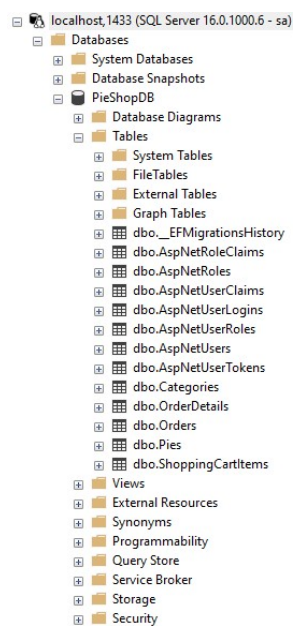 localhost,1433 (SQL Server 16.0.1000.6 - sa)
Databases
System Databases
Database Snapshots
PieShopDB
Database Diagrams
Tables
System Tables
FileTables
External Tables
Graph Tables
dbo.__EFMigrationsHistory
dbo.AspNetRoleClaims
dbo.AspNetRoles
dbo.AspNetUserClaims
dbo.AspNetUserLogins
dbo.AspNetUserRoles
dbo.AspNetUsers
dbo.AspNetUserTokens
dbo.Categories
dbo.OrderDetails
dbo.Orders
dbo.Pies
dbo.ShoppingCartItems
Views
External Resources
Synonyms
Programmability
Query Store
Service Broker
Storage
Security